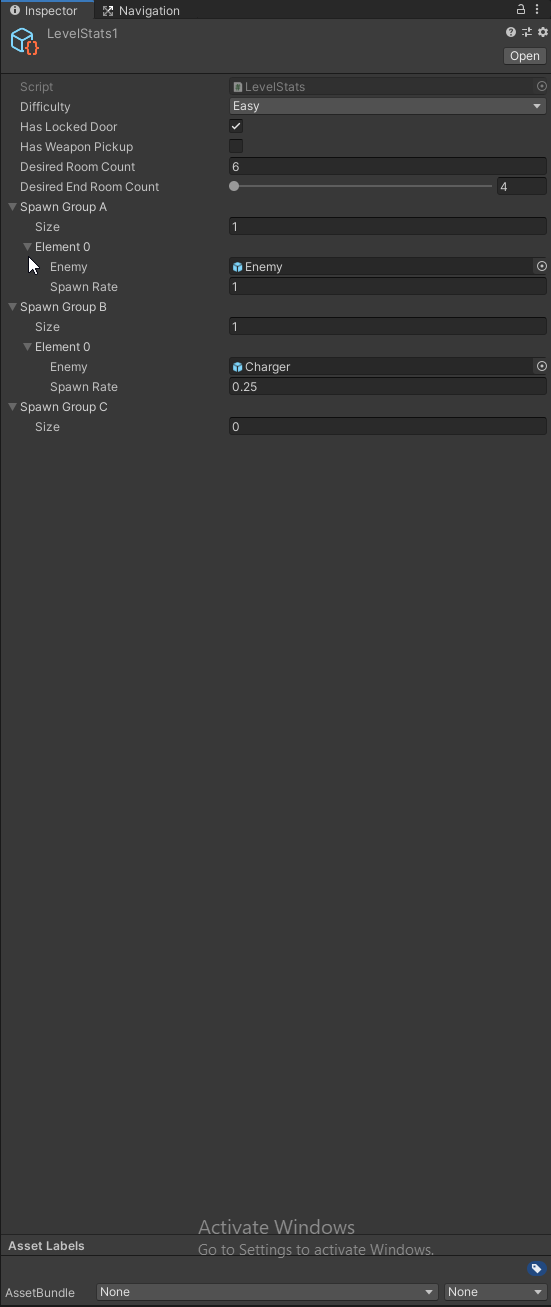 Inspector Navigation
LevelStats1
Open
Script LevelStats
Difficulty Easy
Has Locked Door
Has Weapon Pickup
Desired Room Count 6
Desired End Room Count 4
Spawn Group A
Size 1
Element 0
Enemy Enemy
Spawn Rate 1
Spawn Group B
Size 1
Element 0
Enemy Charger
Spawn Rate 0.25
Spawn Group C
Size 0
Activate Windows
Asset Labels
Go to Settings to activate Windows.
AssetBundle None None